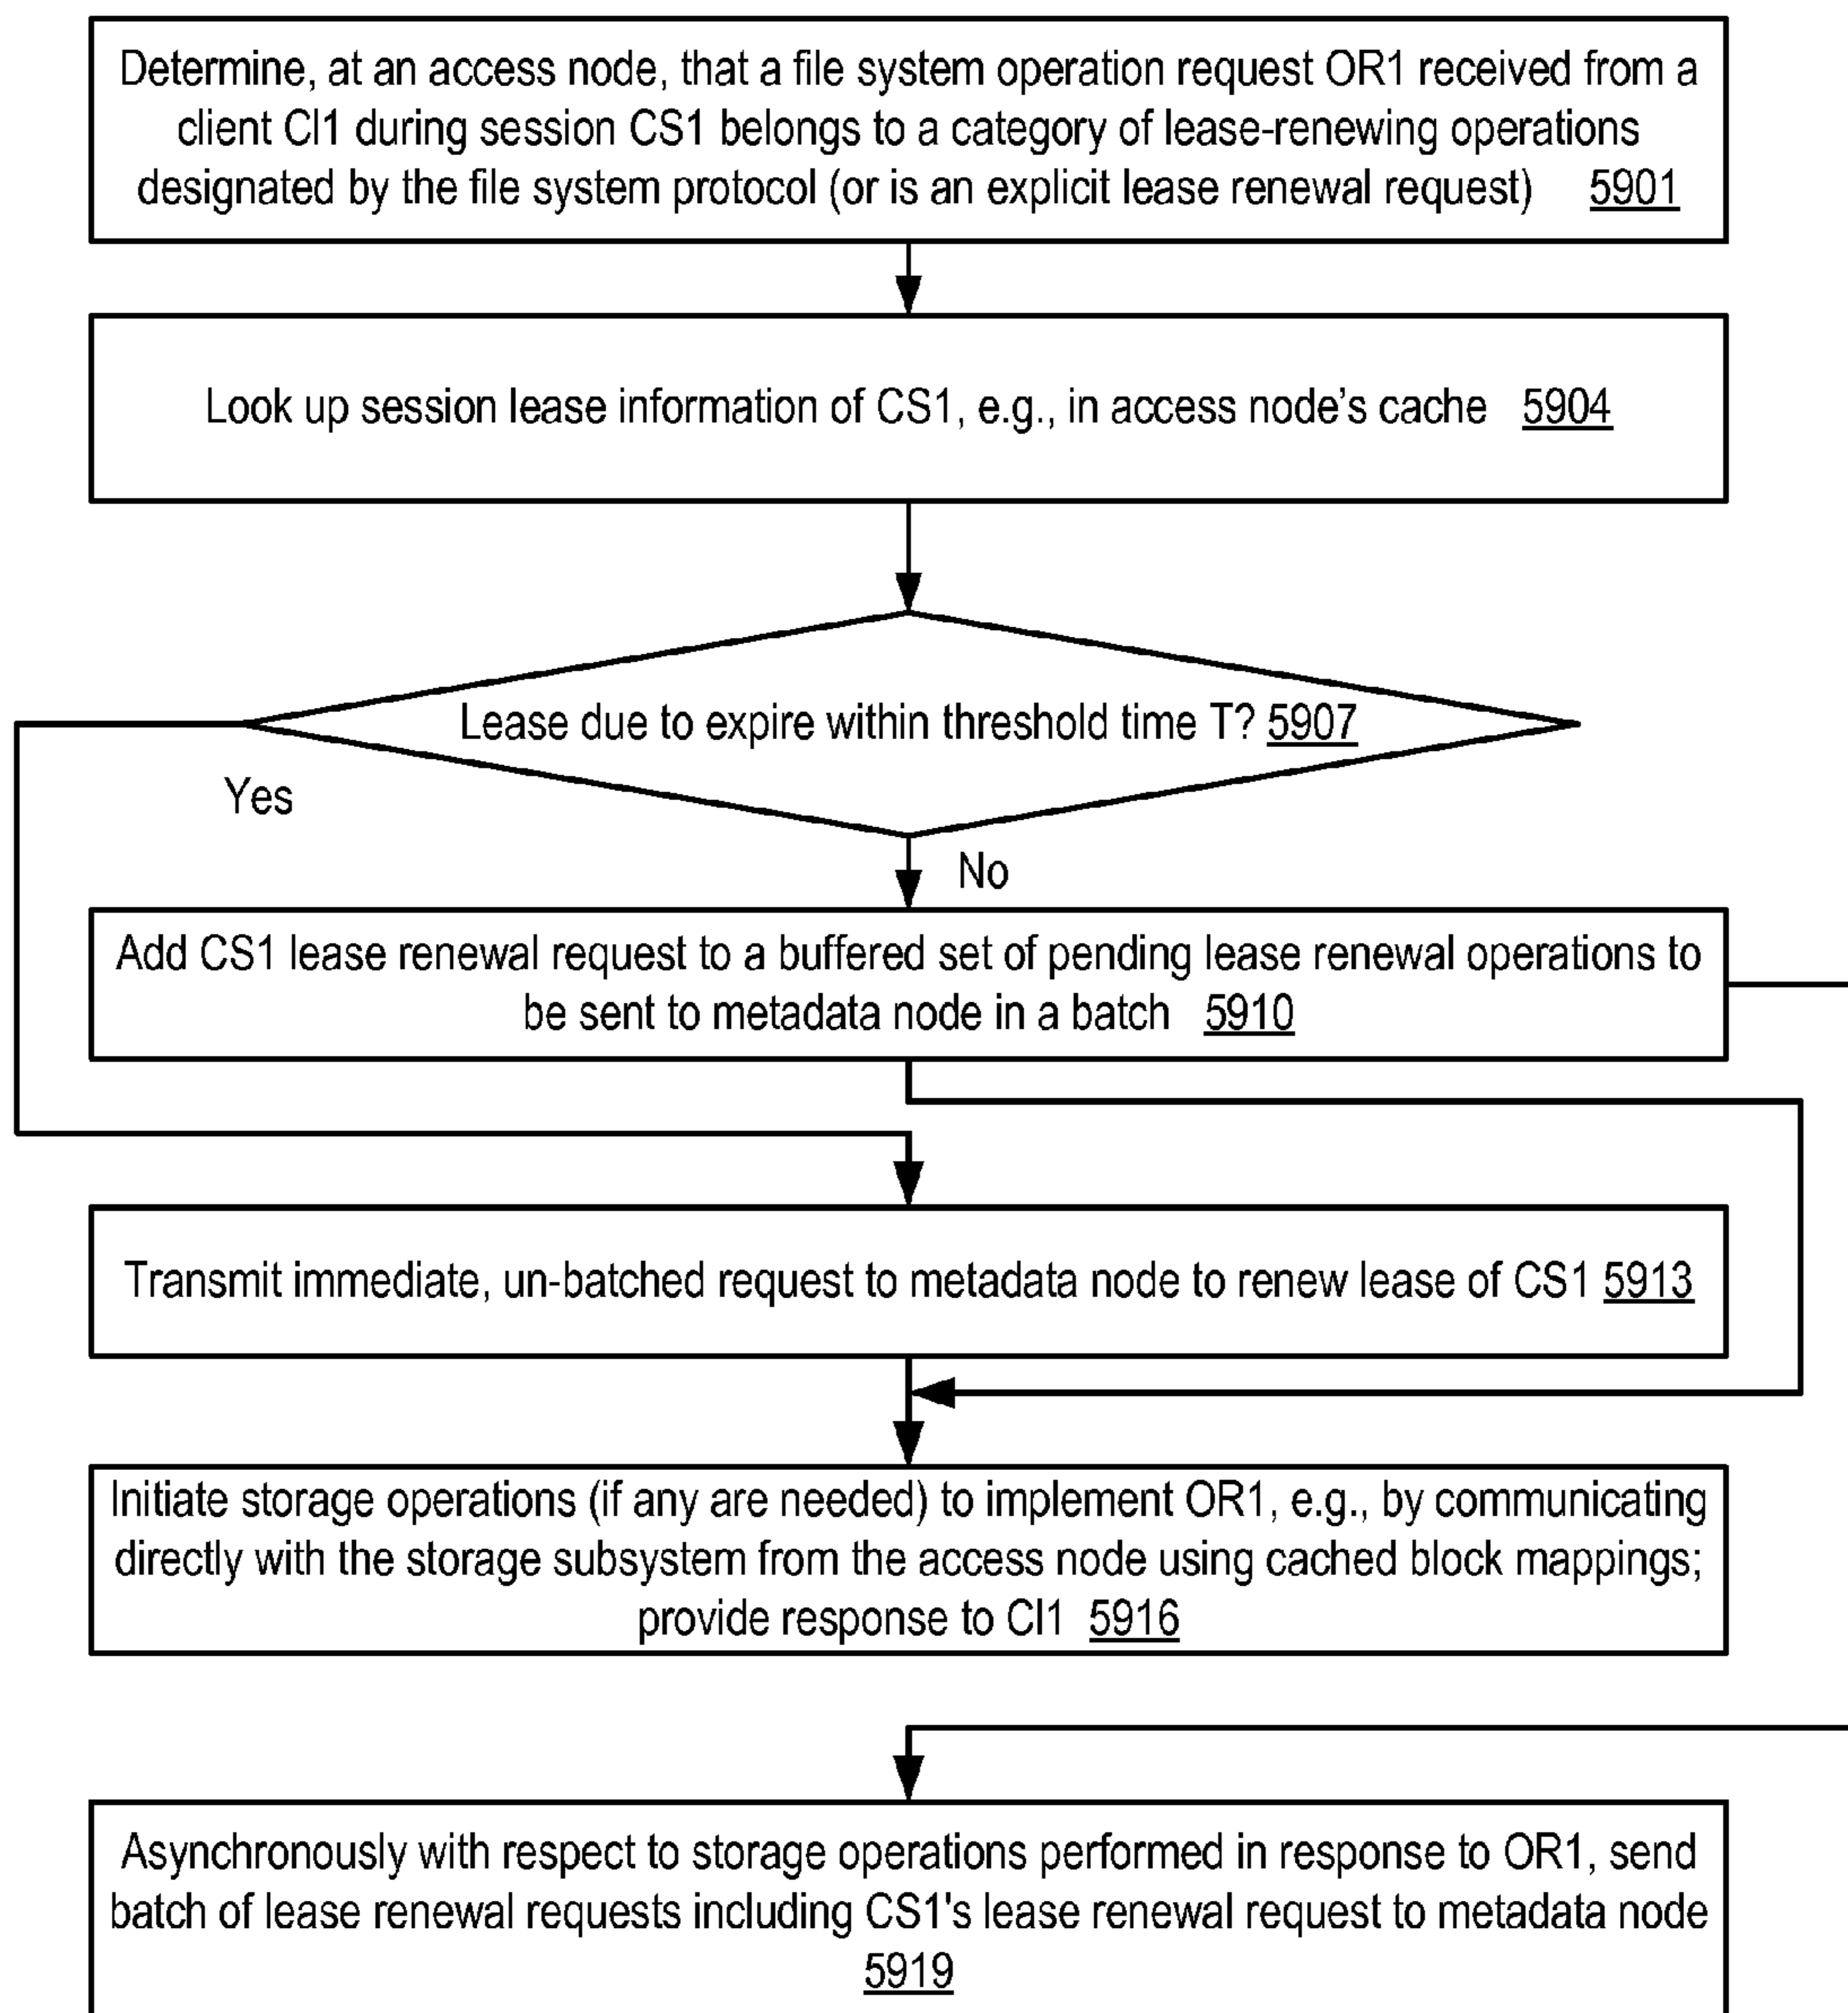 Determine, at an access node, that a file system operation request OR1 received from a
client Cl1 during session CS1 belongs to a category of lease-renewing operations
designated by the file system protocol (or is an explicit lease renewal request) 5901
Look up session lease information of CS1, e.g., in access node's cache 5904
Lease due to expire within threshold time T? 5907
Yes
No
Add CS1 lease renewal request to a buffered set of pending lease renewal operations to
be sent to metadata node in a batch 5910
Transmit immediate, un-batched request to metadata node to renew lease of CS1 5913
Initiate storage operations (if any are needed) to implement OR1, e.g., by communicating
directly with the storage subsystem from the access node using cached block mappings;
provide response to Cl1 5916
Asynchronously with respect to storage operations performed in response to OR1, send
batch of lease renewal requests including CS1's lease renewal request to metadata node
5919